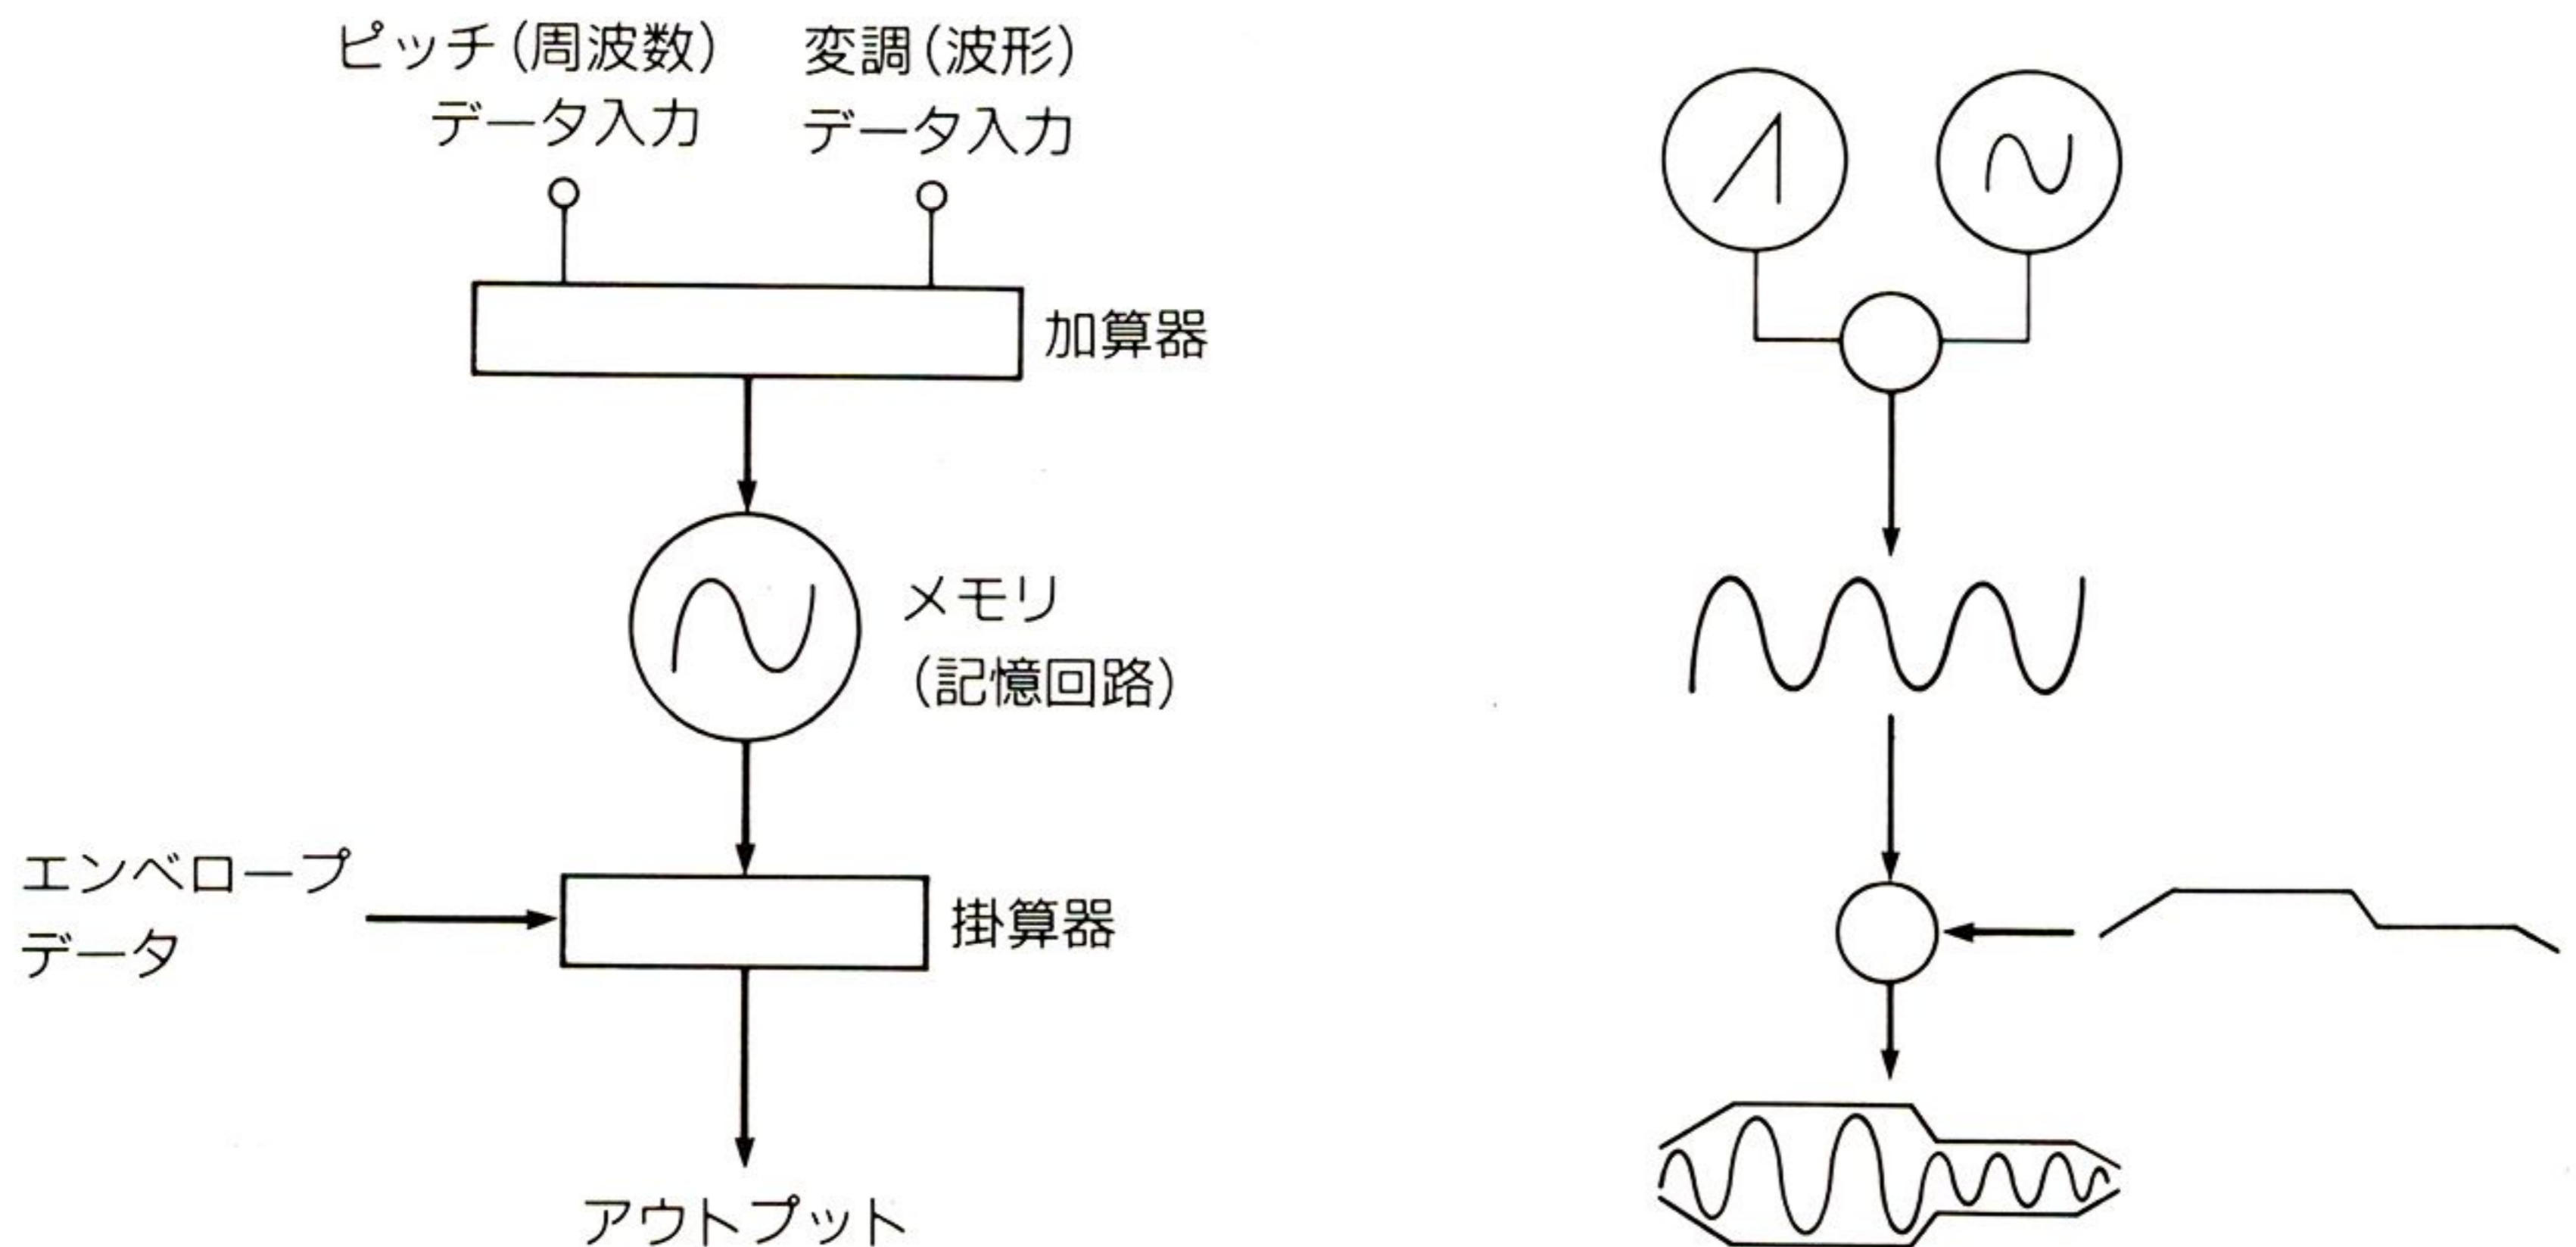 ピッチ(周波数)
データ入力
変調(波形)
データ入力
加算器
メモリ
(記憶回路)
エンベロープ
データ
掛算器
アウトプット